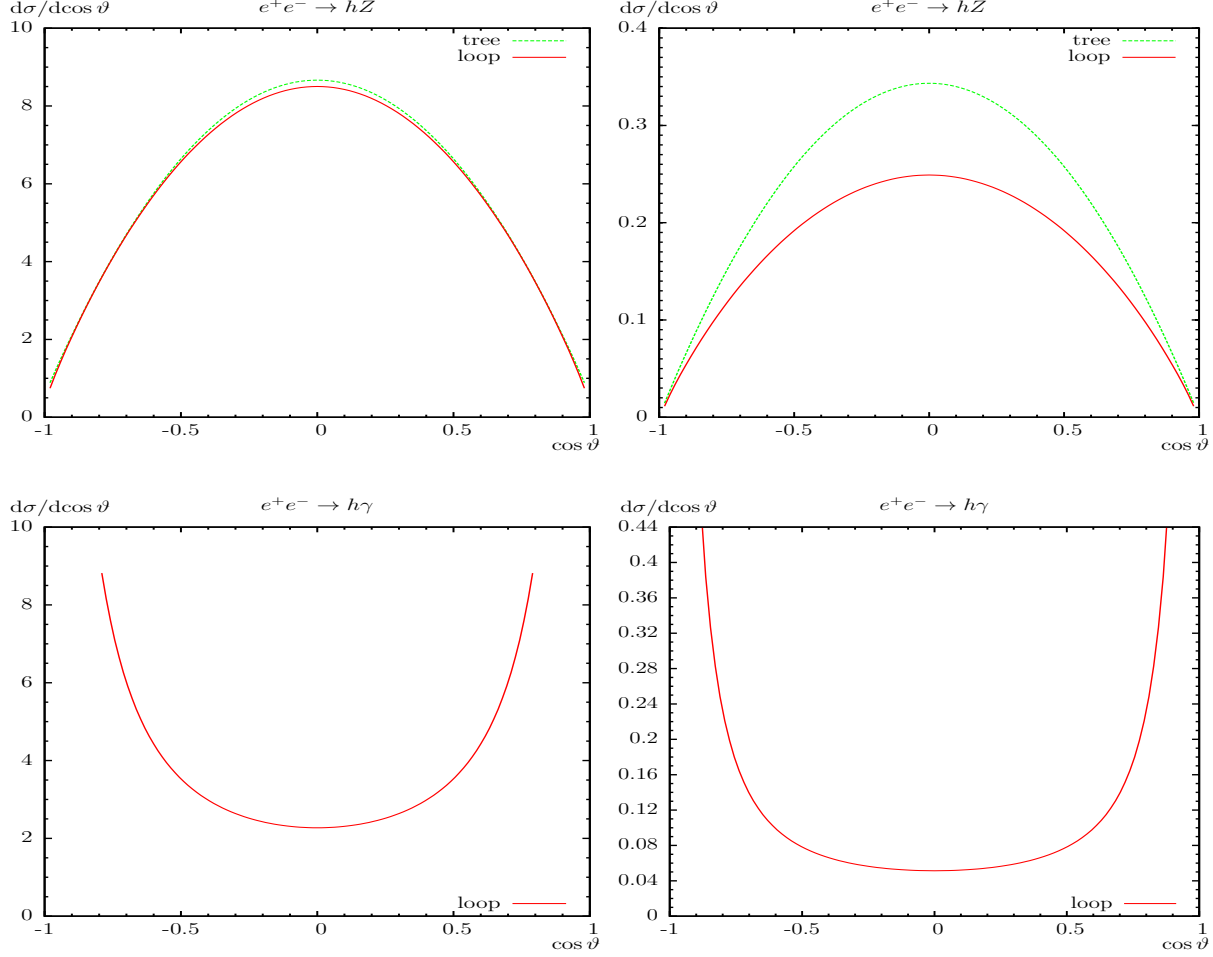 dσ/dcos ϑ
e⁺e⁻ → hZ
tree
loop
10
8
6
4
2
0
-1
-0.5
0
0.5
1
cos ϑ
dσ/dcos ϑ
e⁺e⁻ → hZ
tree
loop
0.4
0.3
0.2
0.1
0
-1
-0.5
0
0.5
1
cos ϑ
dσ/dcos ϑ
e⁺e⁻ → hγ
10
8
6
4
2
0
loop
-1
-0.5
0
0.5
1
cos ϑ
dσ/dcos ϑ
e⁺e⁻ → hγ
0.44
0.4
0.36
0.32
0.28
0.24
0.2
0.16
0.12
0.08
0.04
0
loop
-1
-0.5
0
0.5
1
cos ϑ